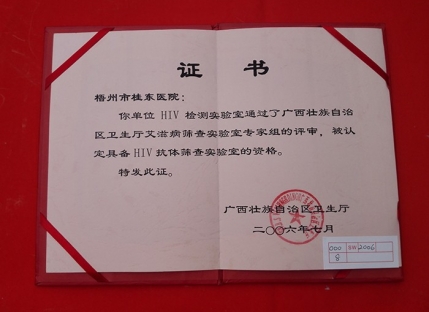 证 书
梧州市桂东医院：
你单位 HIV 检测实验室通过了广西壮族自治
区卫生厅艾滋病筛查实验室专家组的评审，被认
定具备HIV抗体筛查实验室的资格。
特发此证。
广西壮族自治区卫生厅
二〇〇六年七月
000 2006
8